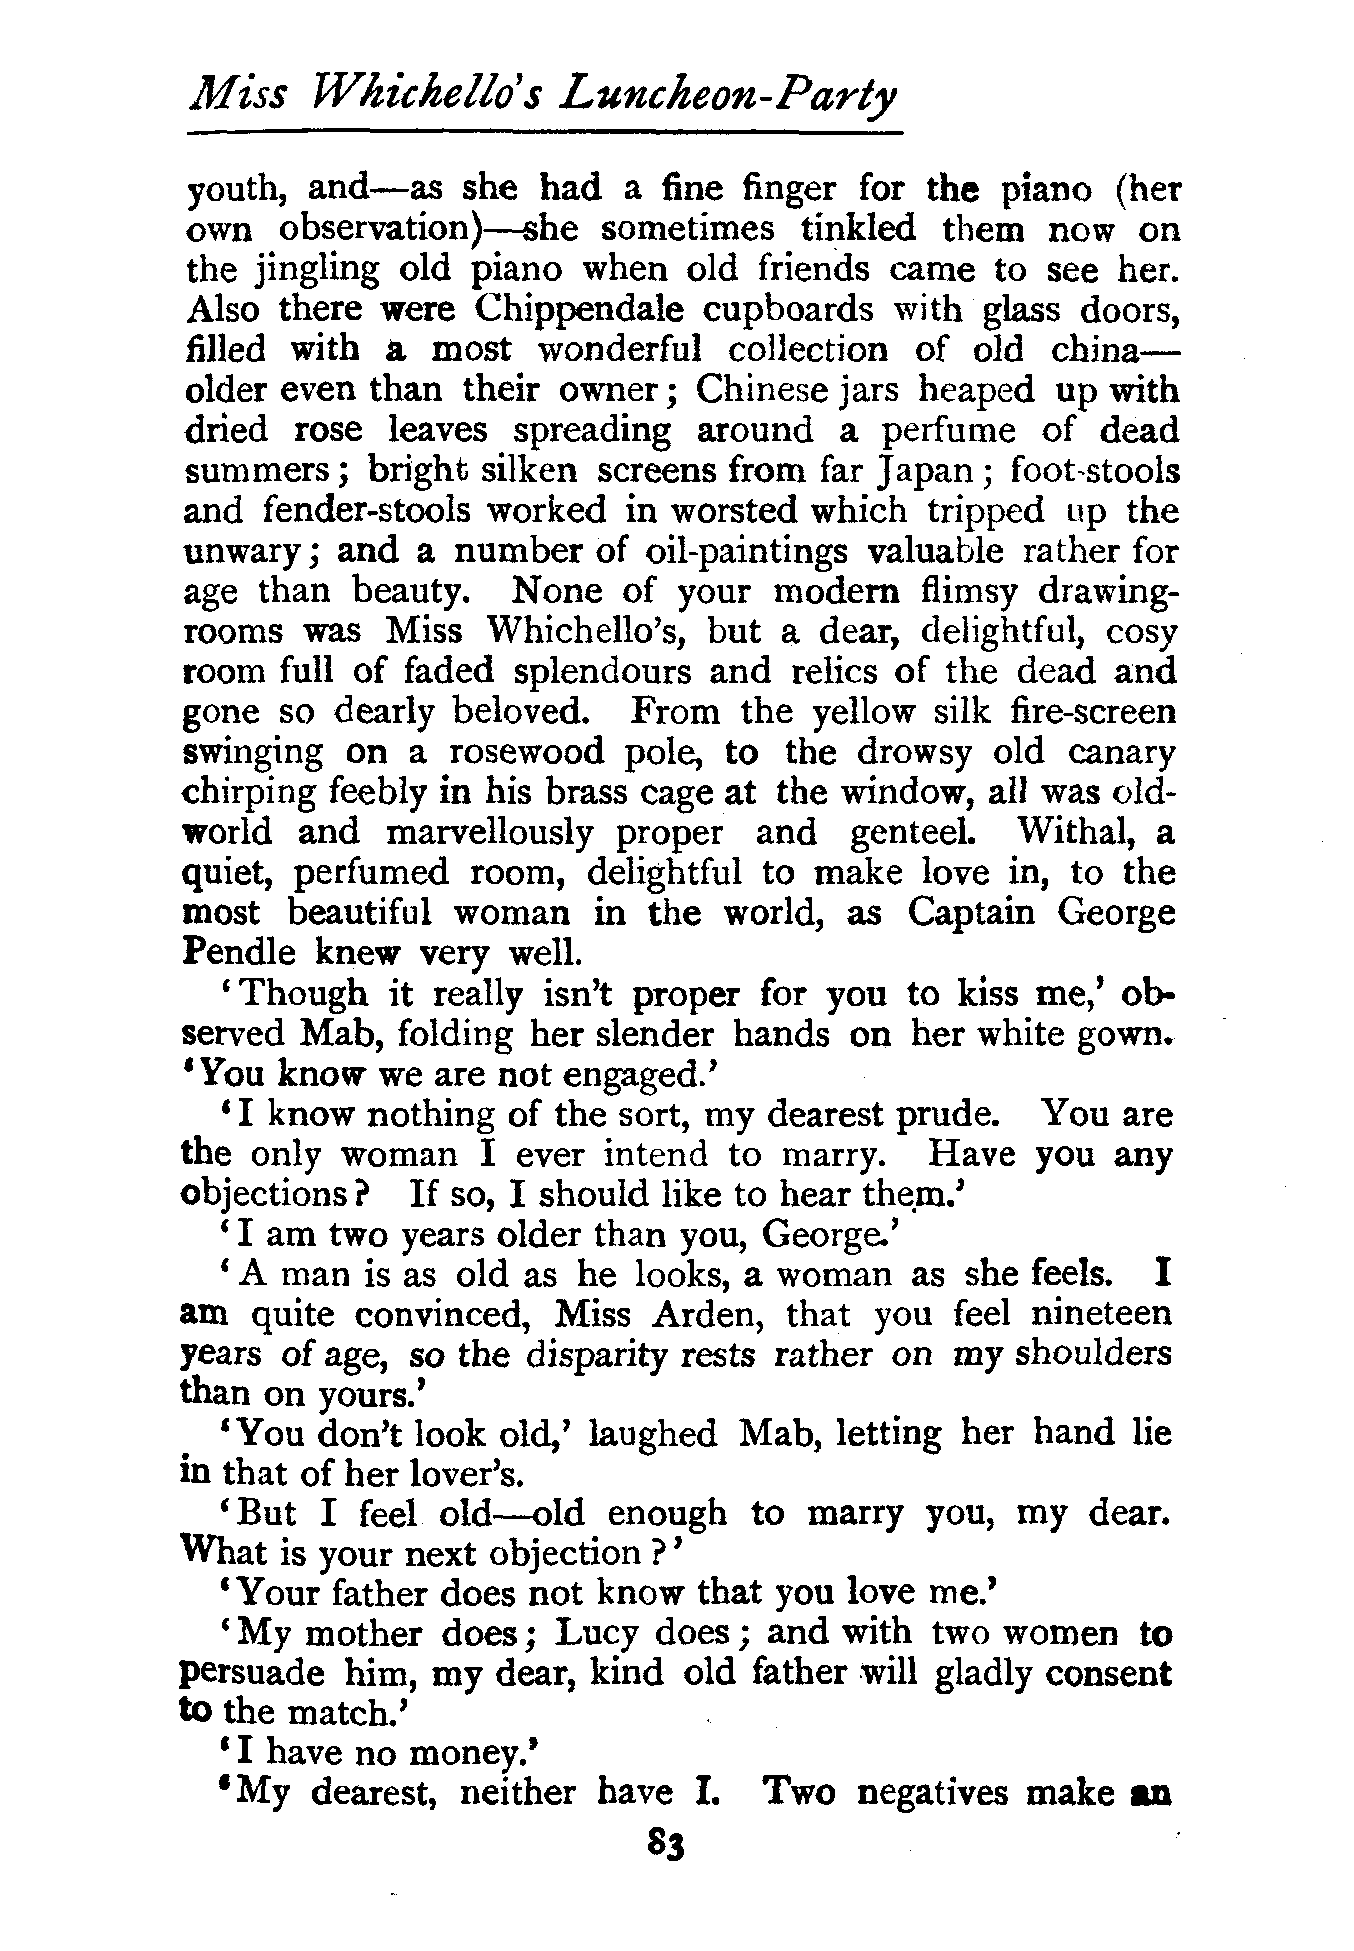 Miss Whichello's Luncheon-Party
youth, and—as she had a fine finger for the piano (her
own observation)—she sometimes tinkled them now on
the jingling old piano when old friends came to see her.
Also there were Chippendale cupboards with glass doors,
filled with a most wonderful collection of old china—
older even than their owner; Chinese jars heaped up with
dried rose leaves spreading around a perfume of dead
summers; bright silken screens from far Japan; foot-stools
and fender-stools worked in worsted which tripped up the
unwary; and a number of oil-paintings valuable rather for
age than beauty. None of your modern flimsy drawing-
rooms was Miss Whichello's, but a dear, delightful, cosy
room full of faded splendours and relics of the dead and
gone so dearly beloved. From the yellow silk fire-screen
swinging on a rosewood pole, to the drowsy old canary
chirping feebly in his brass cage at the window, all was old-
world and marvellously proper and genteel. Withal, a
quiet, perfumed room, delightful to make love in, to the
most beautiful woman in the world, as Captain George
Pendle knew very well.
'Though it really isn't proper for you to kiss me,' ob-
served Mab, folding her slender hands on her white gown.
'You know we are not engaged.'
'I know nothing of the sort, my dearest prude. You are
the only woman I ever intend to marry. Have you any
objections? If so, I should like to hear them.'
'I am two years older than you, George.'
'A man is as old as he looks, a woman as she feels. I
am quite convinced, Miss Arden, that you feel nineteen
years of age, so the disparity rests rather on my shoulders
than on yours.'
'You don't look old,' laughed Mab, letting her hand lie
in that of her lover's.
'But I feel old—old enough to marry you, my dear.
What is your next objection?'
'Your father does not know that you love me.'
'My mother does; Lucy does; and with two women to
persuade him, my dear, kind old father will gladly consent
to the match.'
'I have no money.'
'My dearest, neither have I. Two negatives make an
83